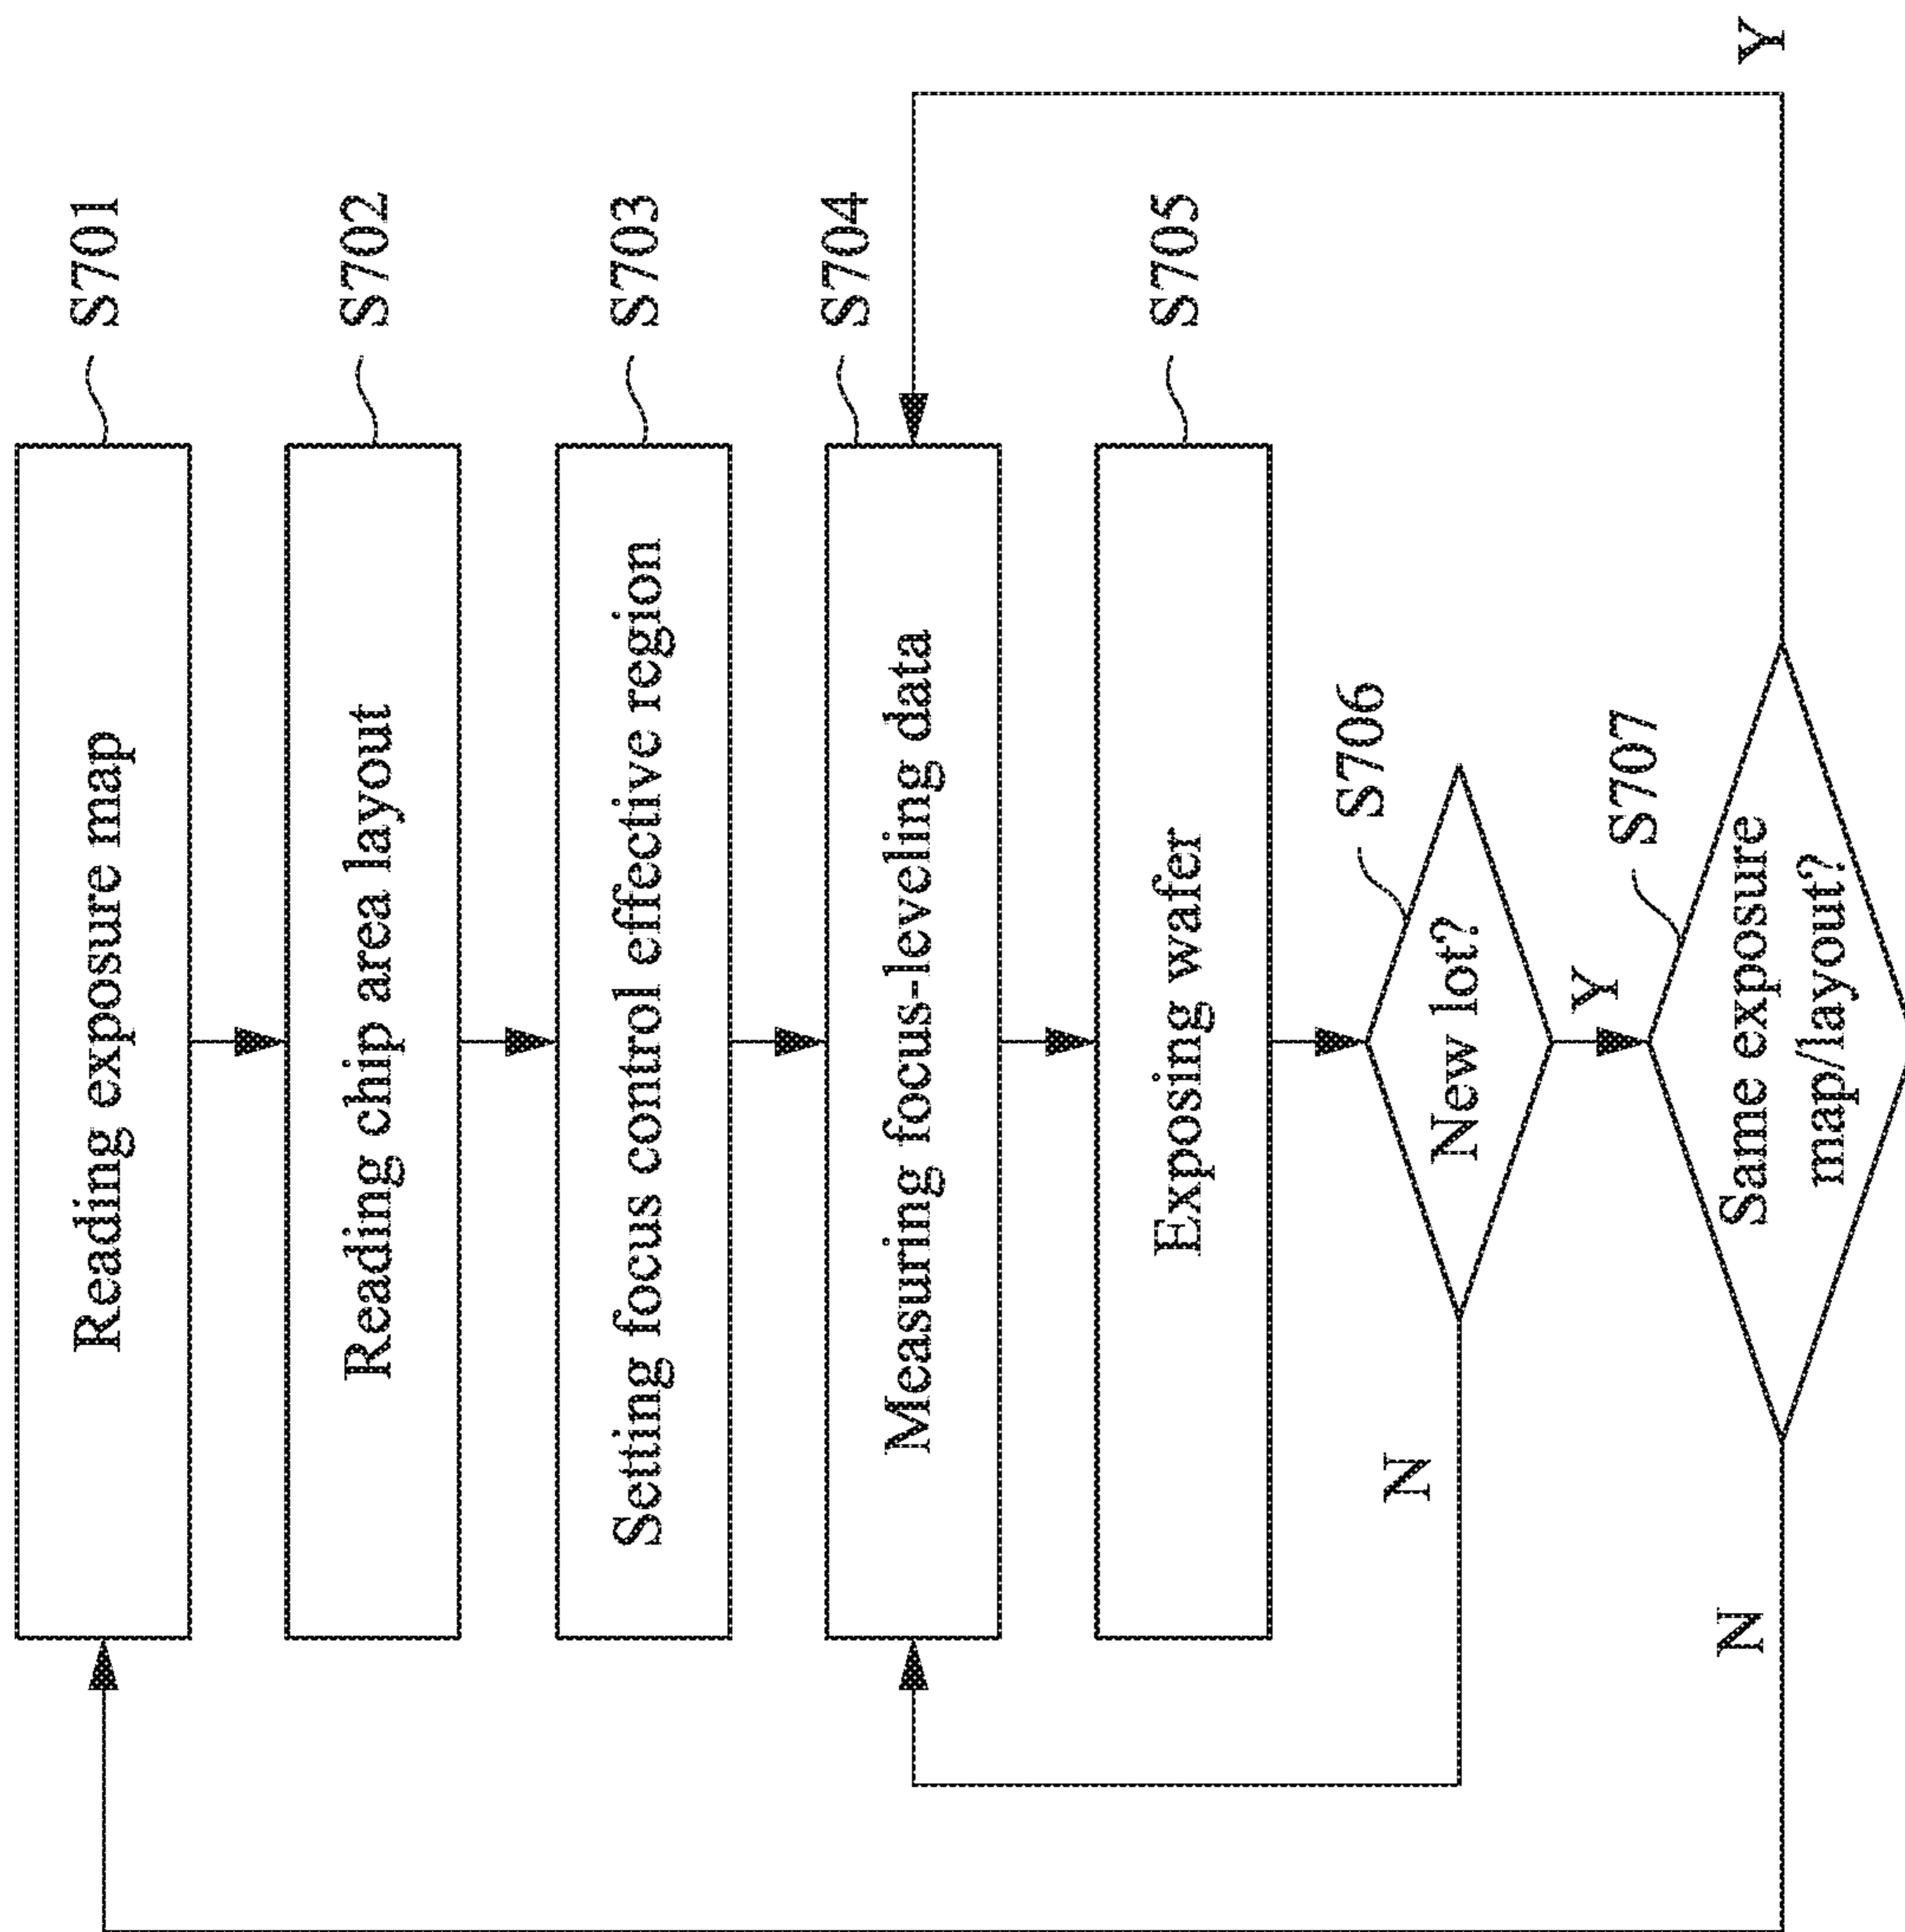 Reading exposure map
S701
Reading chip area layout
S702
Setting focus control effective region
S703
Measuring focus-leveling data
S704
Exposing wafer
S705
New lot?
S706
N
Y
Same exposure
map/layout?
S707
N
Y